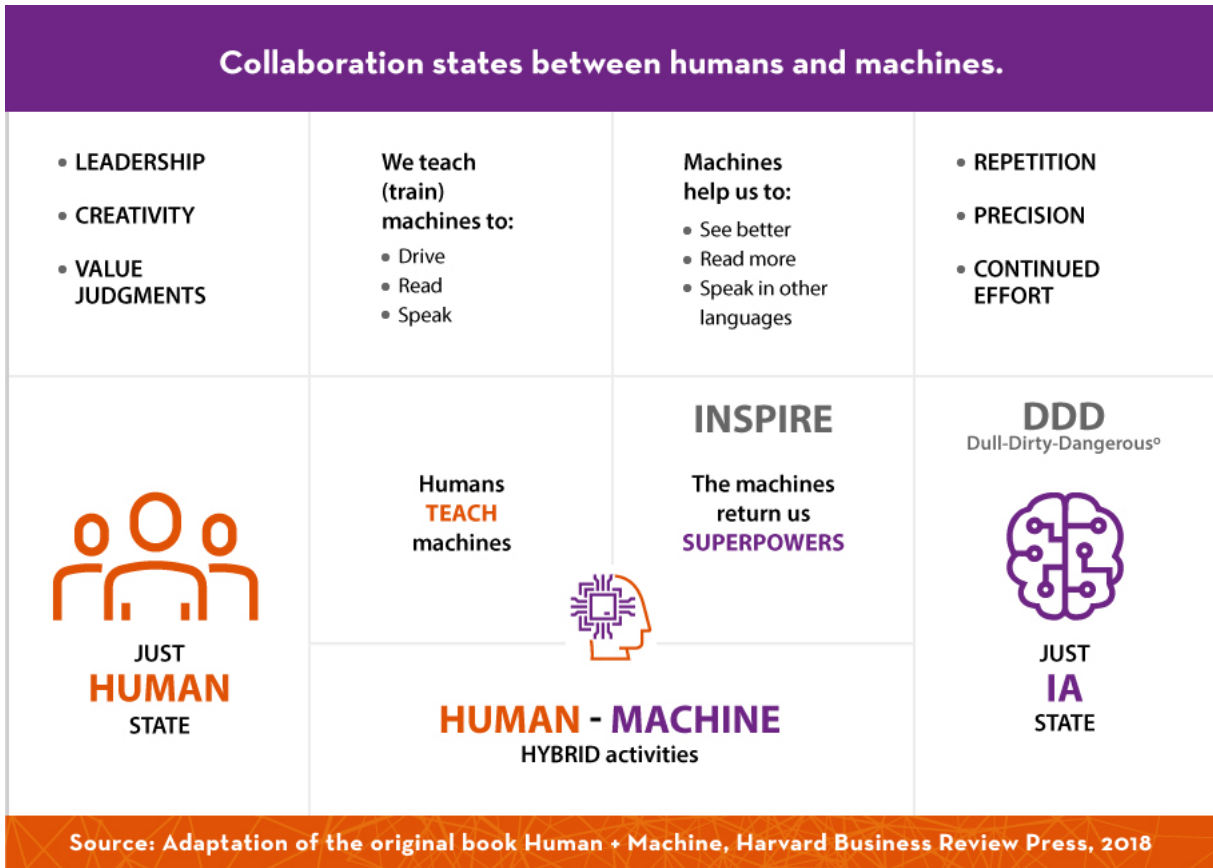 Collaboration states between humans and machines.
• LEADERSHIP
• CREATIVITY
• VALUE
JUDGMENTS
We teach
(train)
machines to:
• Drive
• Read
• Speak
Machines
help us to:
• See better
• Read more
• Speak in other
languages
• REPETITION
• PRECISION
• CONTINUED
EFFORT
JUST
HUMAN
STATE
Humans
TEACH
machines
INSPIRE
The machines
return us
SUPERPOWERS
HUMAN - MACHINE
HYBRID activities
DDD
Dull-Dirty-Dangerousº
JUST
IA
STATE
Source: Adaptation of the original book Human + Machine, Harvard Business Review Press, 2018